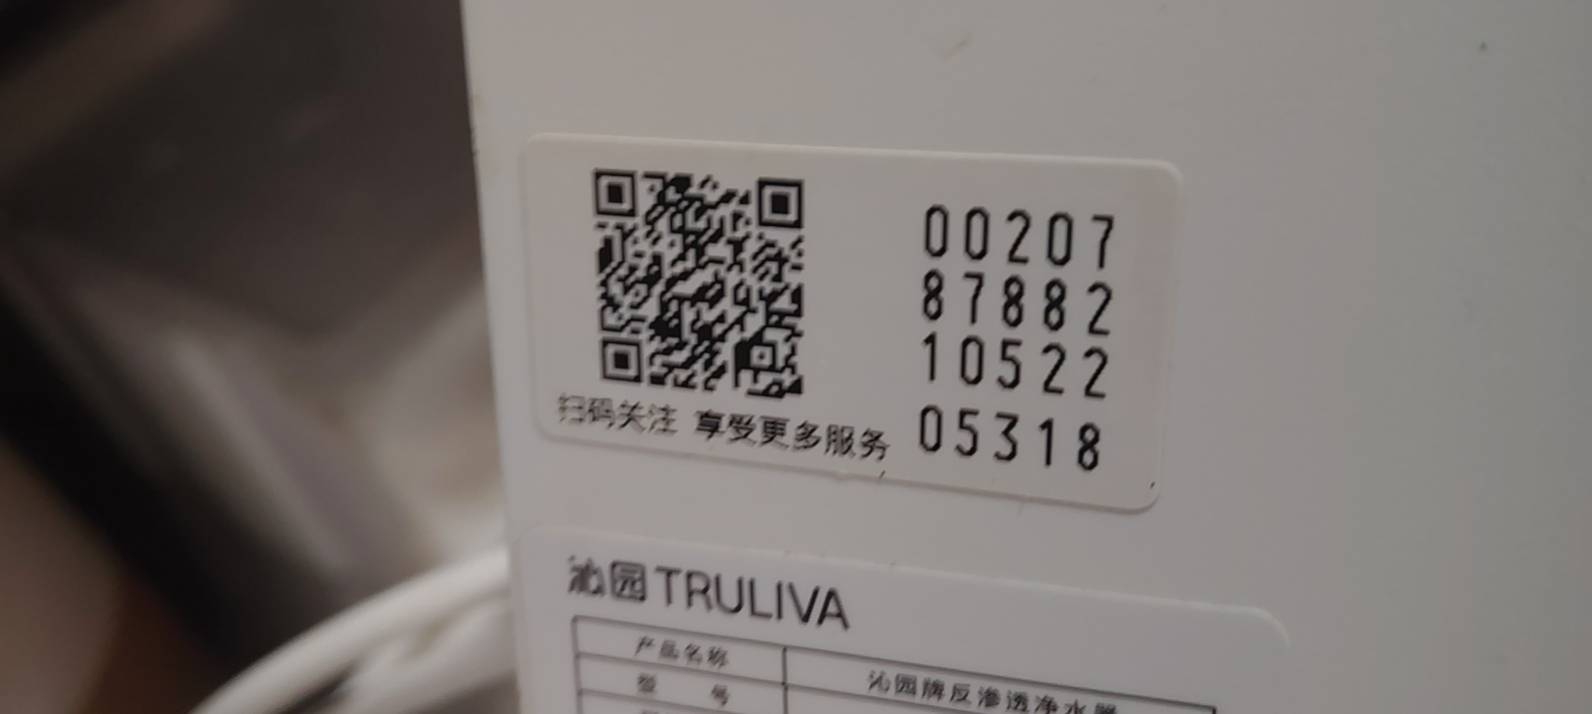 00207
87882
10522
05318
扫码关注 享受更多服务
沁园TRULIVA
产品名称 沁园牌反渗透净水器
型 号